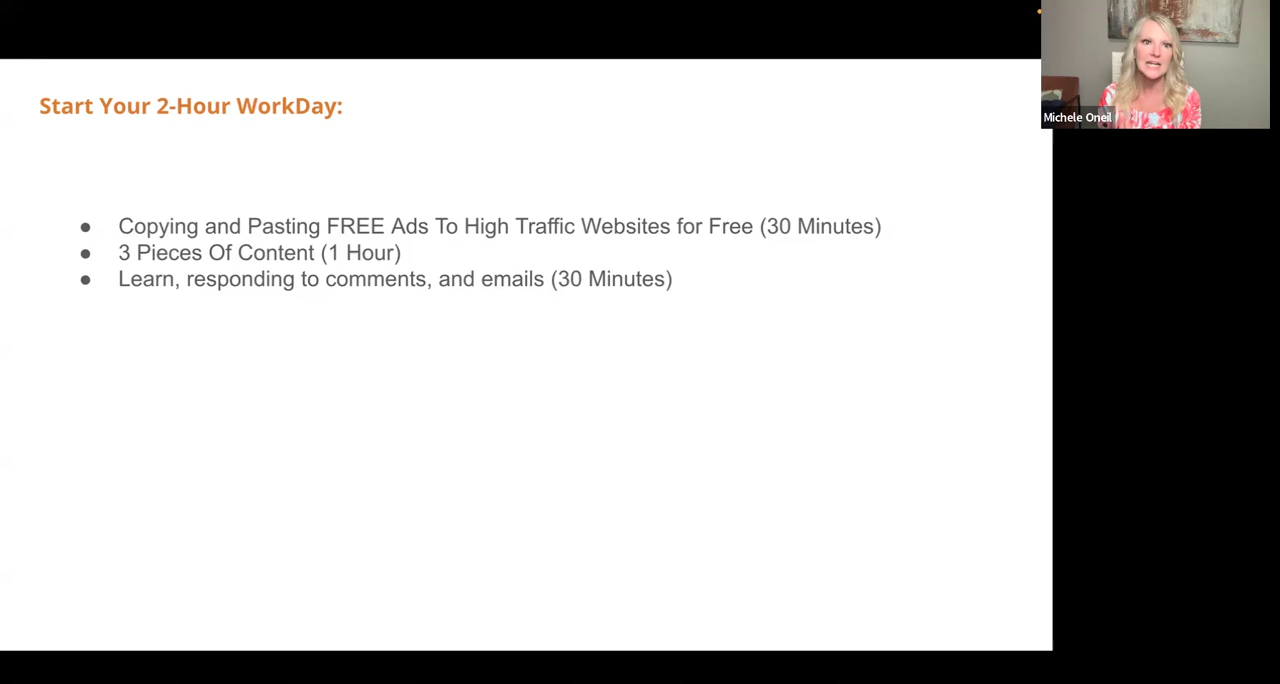 Start Your 2-Hour WorkDay:
● Copying and Pasting FREE Ads To High Traffic Websites for Free (30 Minutes)
● 3 Pieces Of Content (1 Hour)
● Learn, responding to comments, and emails (30 Minutes)
Michele Oneil